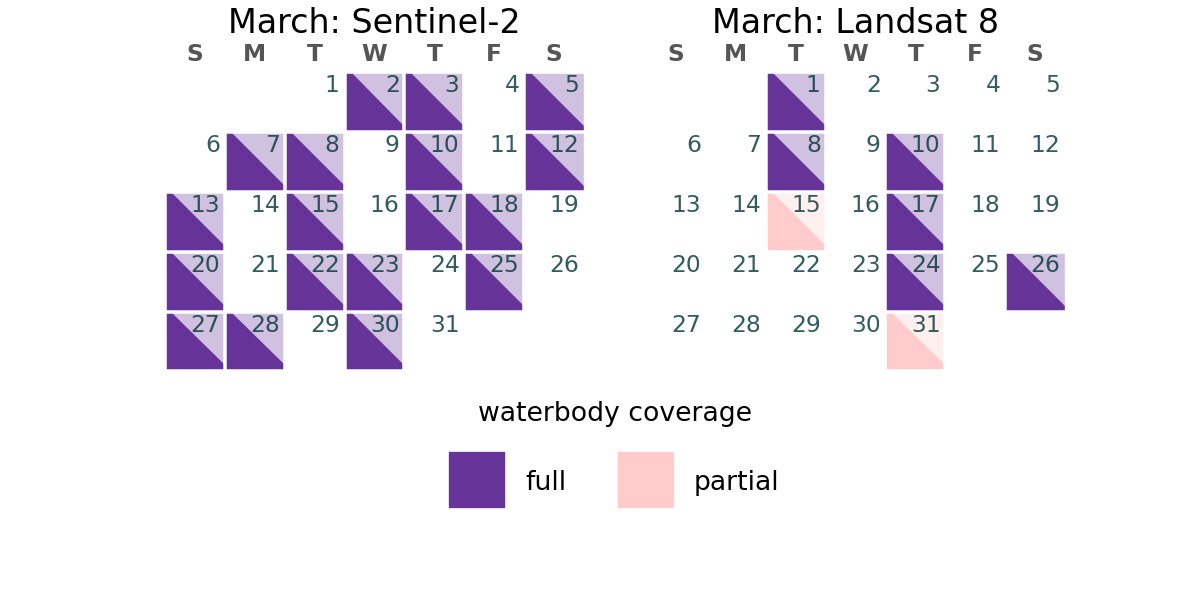 March: Sentinel-2
S M T W T F S
1 2 3 4 5
6 7 8 9 10 11 12
13 14 15 16 17 18 19
20 21 22 23 24 25 26
27 28 29 30 31
March: Landsat 8
S M T W T F S
1 2 3 4 5
6 7 8 9 10 11 12
13 14 15 16 17 18 19
20 21 22 23 24 25 26
27 28 29 30 31
waterbody coverage
full
partial